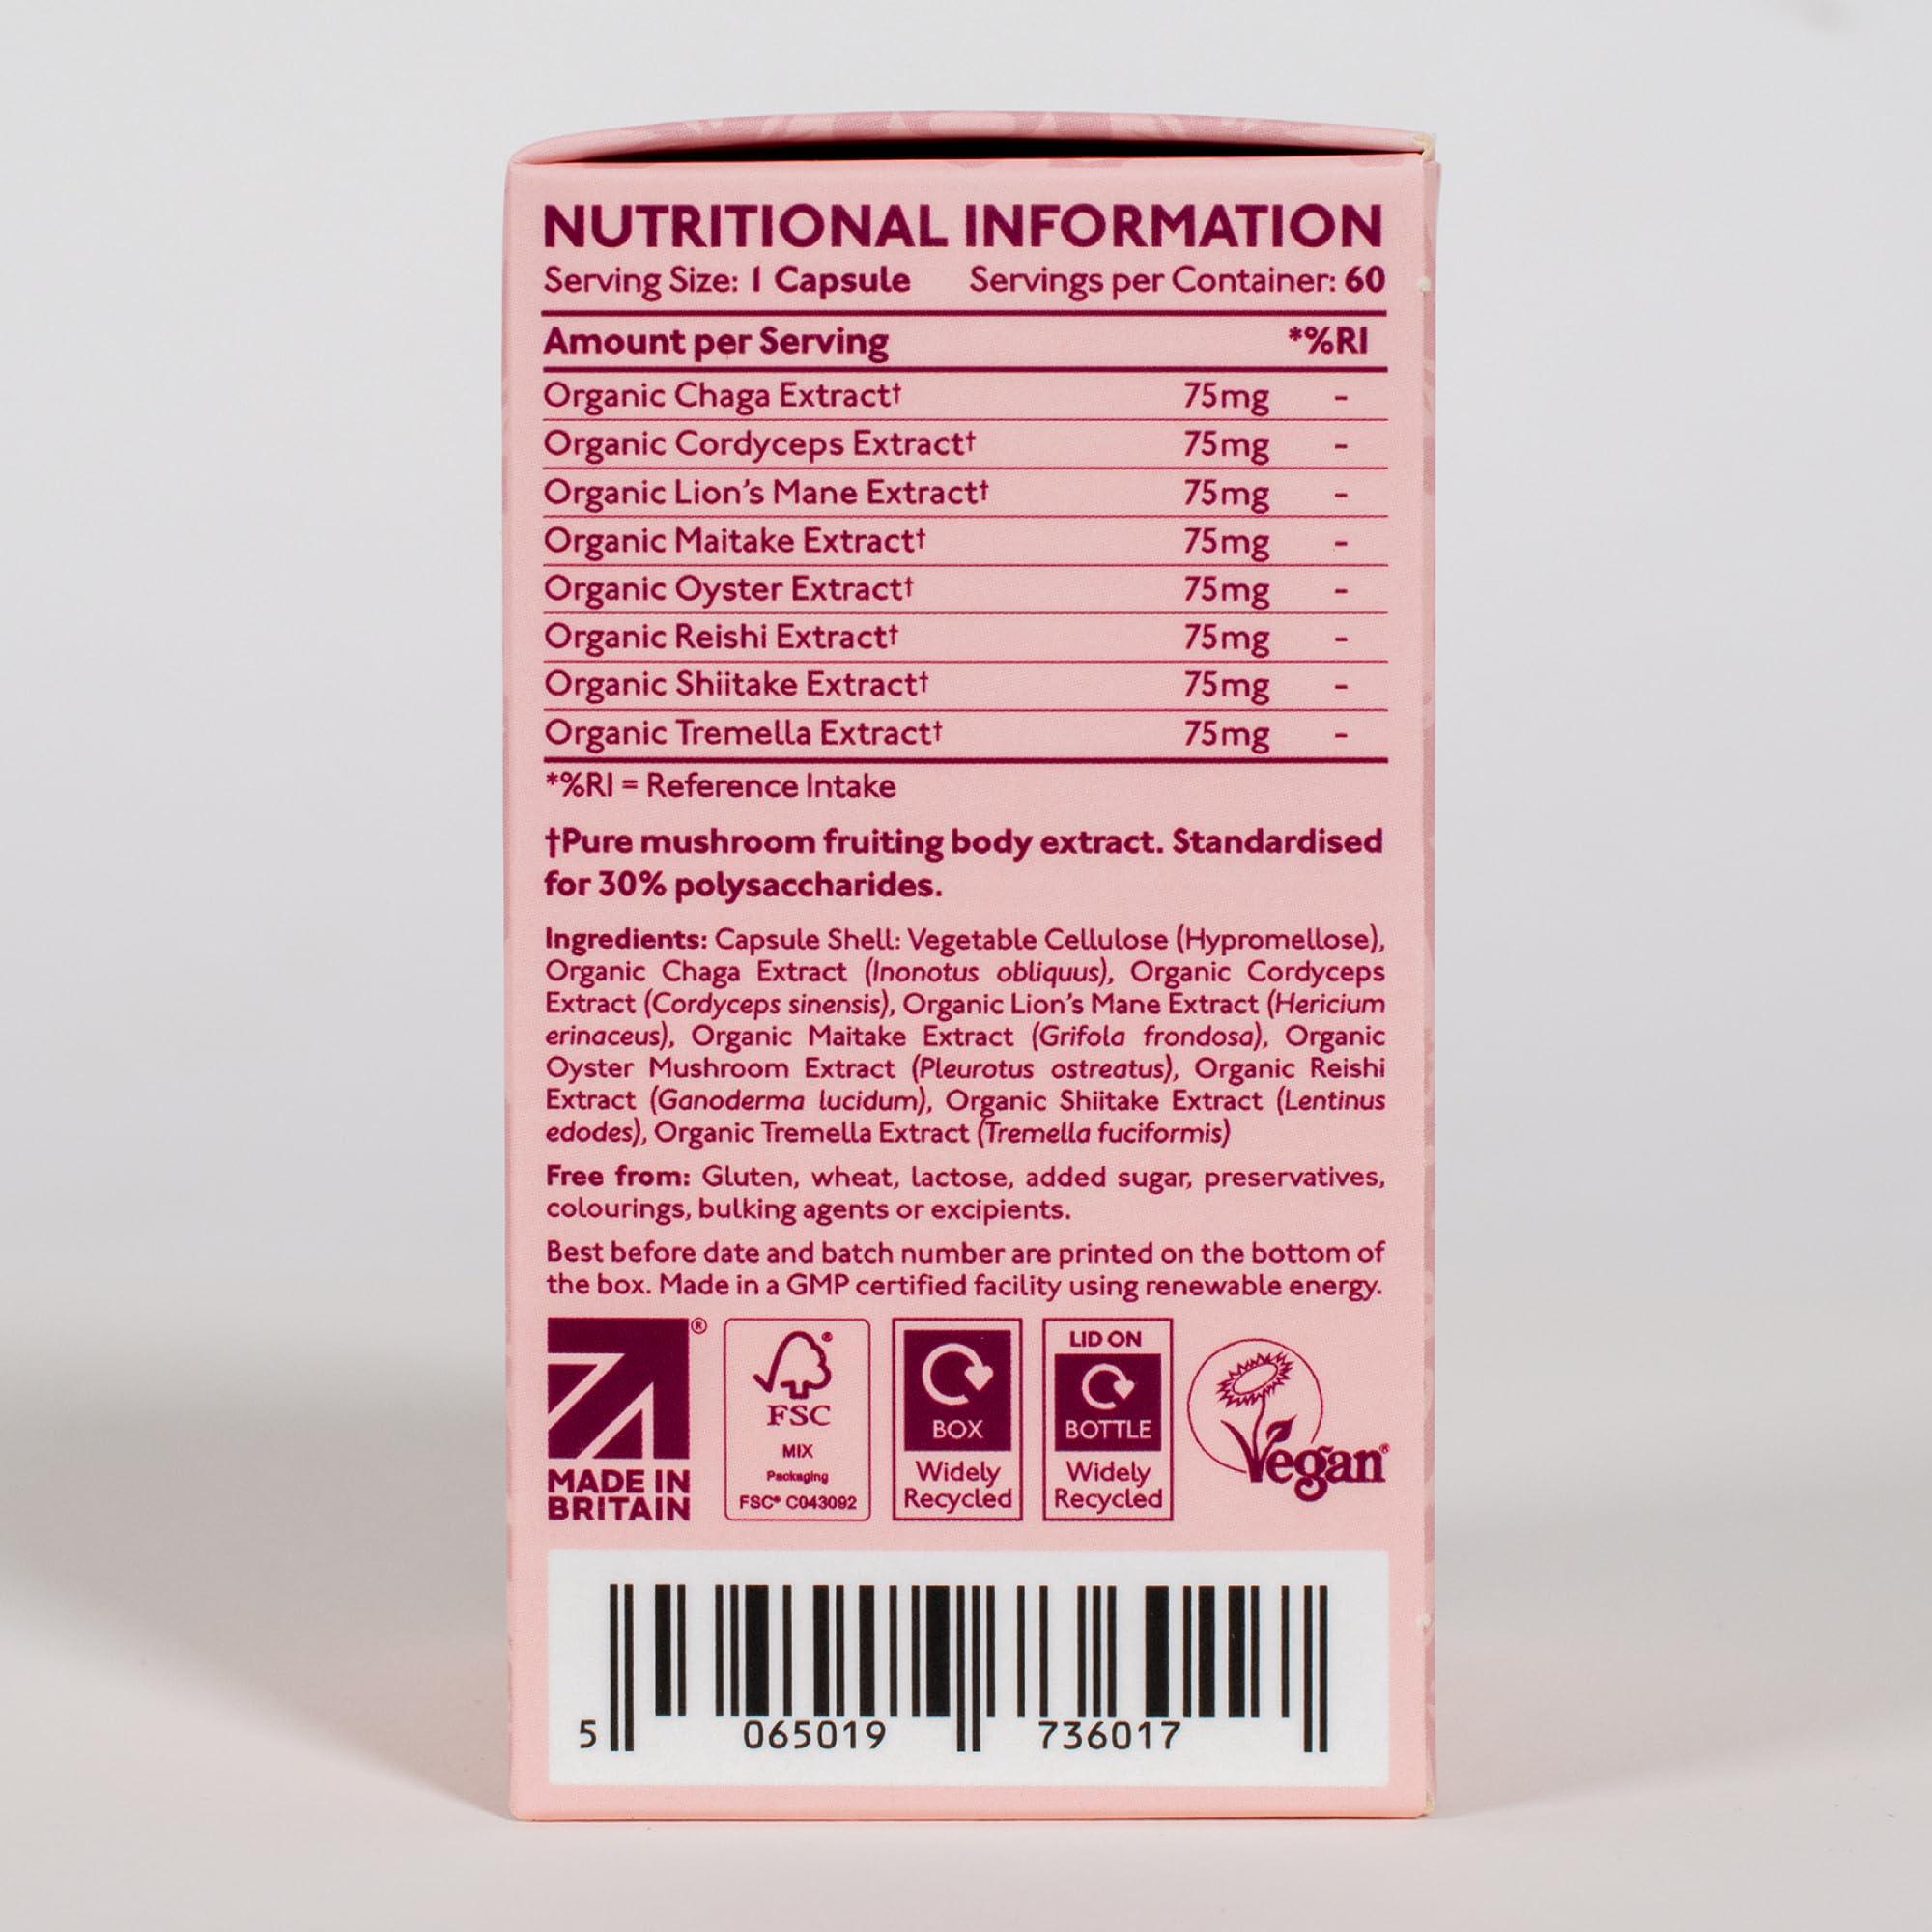 NUTRITIONAL INFORMATION
Serving Size: 1 Capsule Servings per Container: 60
Amount per Serving *%RI
Organic Chaga Extract† 75mg -
Organic Cordyceps Extract† 75mg -
Organic Lion's Mane Extract† 75mg -
Organic Maitake Extract† 75mg -
Organic Oyster Extract† 75mg -
Organic Reishi Extract† 75mg -
Organic Shiitake Extract† 75mg -
Organic Tremella Extract† 75mg -
*%RI = Reference Intake
†Pure mushroom fruiting body extract. Standardised
for 30% polysaccharides.
Ingredients: Capsule Shell: Vegetable Cellulose (Hypromellose),
Organic Chaga Extract (Inonotus obliquus), Organic Cordyceps
Extract (Cordyceps sinensis), Organic Lion's Mane Extract (Hericium
erinaceus), Organic Maitake Extract (Grifola frondosa), Organic
Oyster Mushroom Extract (Pleurotus ostreatus), Organic Reishi
Extract (Ganoderma lucidum), Organic Shiitake Extract (Lentinus
edodes), Organic Tremella Extract (Tremella fuciformis)
Free from: Gluten, wheat, lactose, added sugar, preservatives,
colourings, bulking agents or excipients.
Best before date and batch number are printed on the bottom of
the box. Made in a GMP certified facility using renewable energy.
®
MADE IN
BRITAIN
®
FSC
MIX
Packaging
FSC® C043092
BOX
Widely
Recycled
LID ON
BOTTLE
Widely
Recycled
Vegan®
5 065019 736017